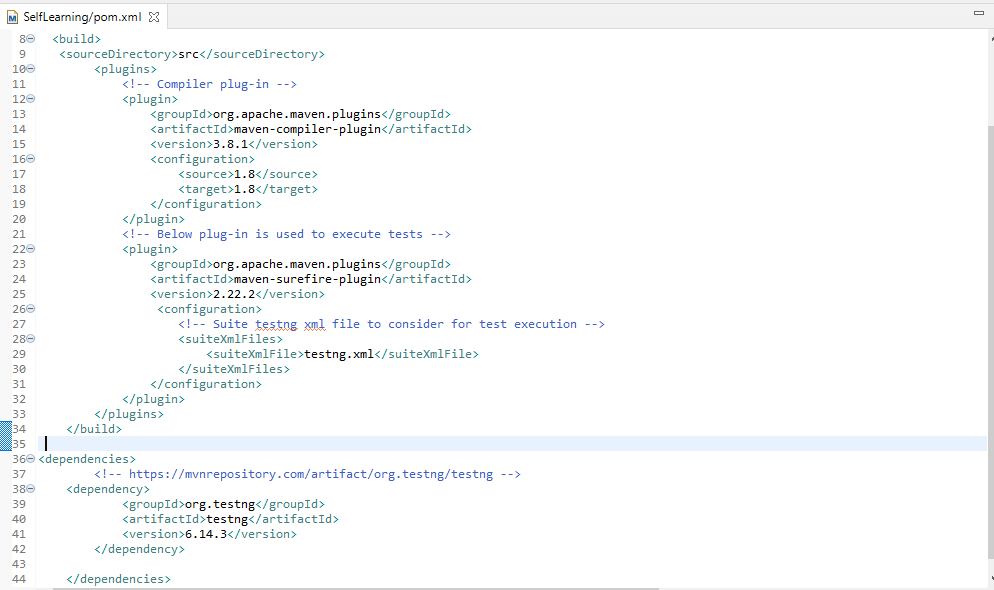 SelfLearning/pom.xml
8 <build>
9 <sourceDirectory>src</sourceDirectory>
10 <plugins>
11 <!-- Compiler plug-in -->
12 <plugin>
13 <groupId>org.apache.maven.plugins</groupId>
14 <artifactId>maven-compiler-plugin</artifactId>
15 <version>3.8.1</version>
16 <configuration>
17 <source>1.8</source>
18 <target>1.8</target>
19 </configuration>
20 </plugin>
21 <!-- Below plug-in is used to execute tests -->
22 <plugin>
23 <groupId>org.apache.maven.plugins</groupId>
24 <artifactId>maven-surefire-plugin</artifactId>
25 <version>2.22.2</version>
26 <configuration>
27 <!-- Suite testng xml file to consider for test execution -->
28 <suiteXmlFiles>
29 <suiteXmlFile>testng.xml</suiteXmlFile>
30 </suiteXmlFiles>
31 </configuration>
32 </plugin>
33 </plugins>
34 </build>
35
36 <dependencies>
37 <!-- https://mvnrepository.com/artifact/org.testng/testng -->
38 <dependency>
39 <groupId>org.testng</groupId>
40 <artifactId>testng</artifactId>
41 <version>6.14.3</version>
42 </dependency>
43
44 </dependencies>